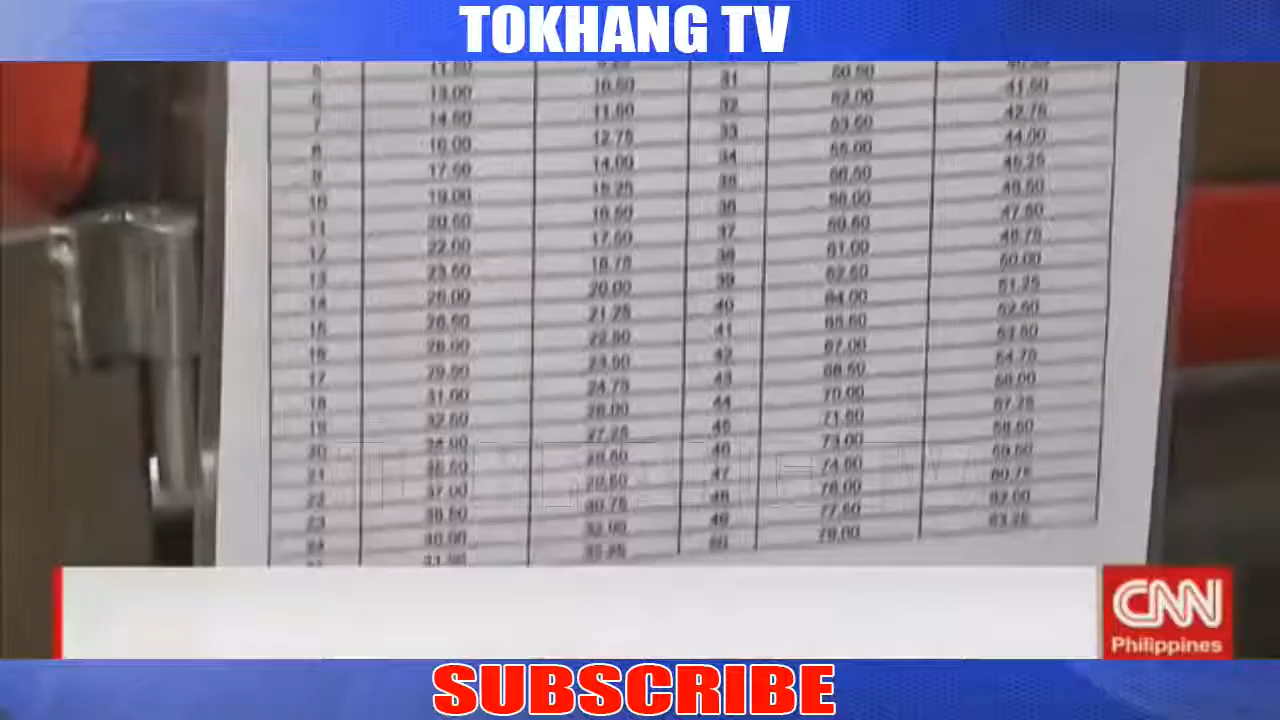 TOKHANG TV
6 13.00 10.50 31 50.50
7 14.50 11.50 32 52.00 41.50
8 16.00 12.75 33 53.50 42.75
9 17.50 14.00 34 55.00 44.00
10 19.00 15.25 35 56.50 45.25
11 20.50 16.50 36 58.00 46.50
12 22.00 17.50 37 59.50 47.50
13 23.50 18.75 38 61.00 48.75
14 25.00 20.00 39 62.50 50.00
15 26.50 21.25 40 64.00 51.25
16 28.00 22.50 41 65.50 52.50
17 29.50 23.50 42 67.00 53.50
18 31.00 24.75 43 68.50 54.75
19 32.50 26.00 44 70.00 56.00
20 27.25 45 71.50 57.25
21 28.50 46 73.00 58.50
22 37.00 29.50 47 74.50 59.50
23 38.50 30.75 48 76.00 60.75
24 49 77.50 62.00
50 79.00 63.25
CNN
Philippines
SUBSCRIBE